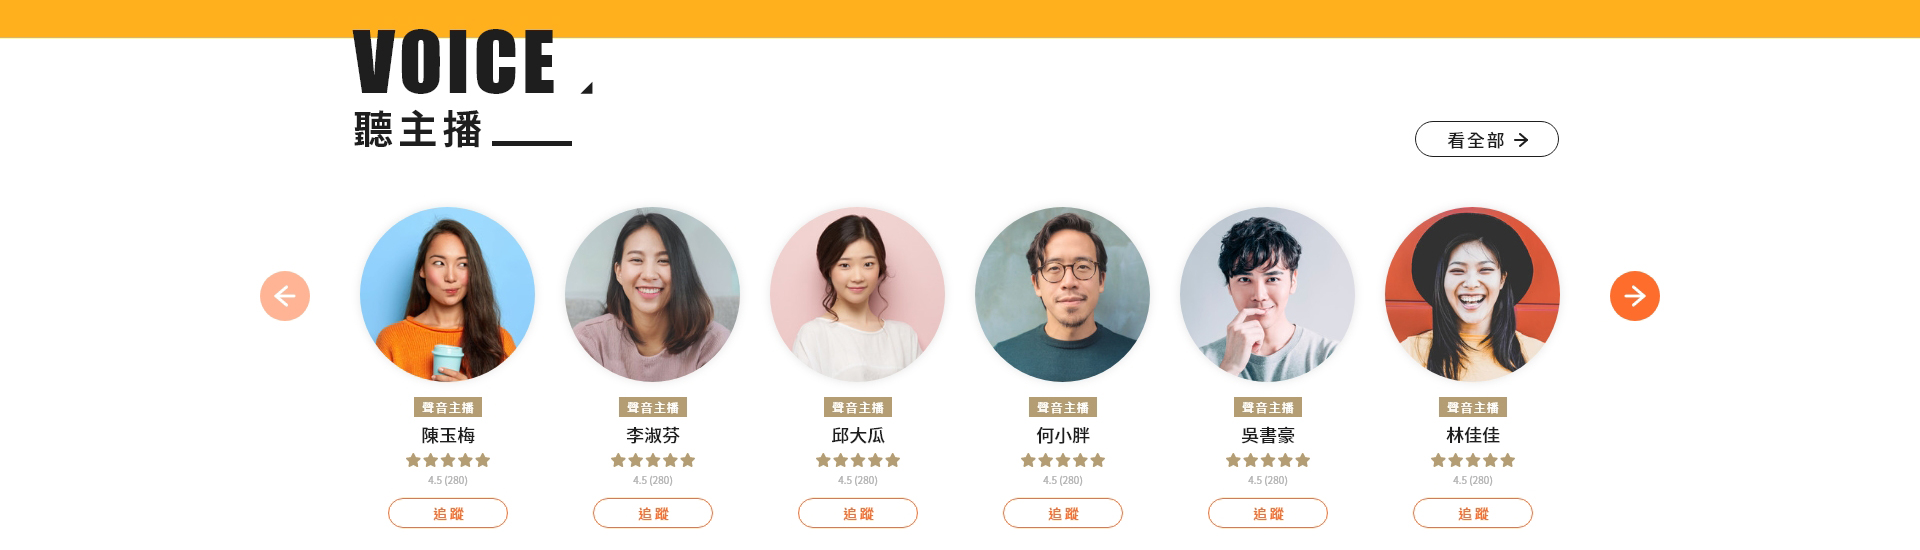 VOICE
聽主播
看全部
聲音主播
陳玉梅
4.5 (280)
追蹤
聲音主播
李淑芬
4.5 (280)
追蹤
聲音主播
邱大瓜
4.5 (280)
追蹤
聲音主播
何小胖
4.5 (280)
追蹤
聲音主播
吳書豪
4.5 (280)
追蹤
聲音主播
林佳佳
4.5 (280)
追蹤